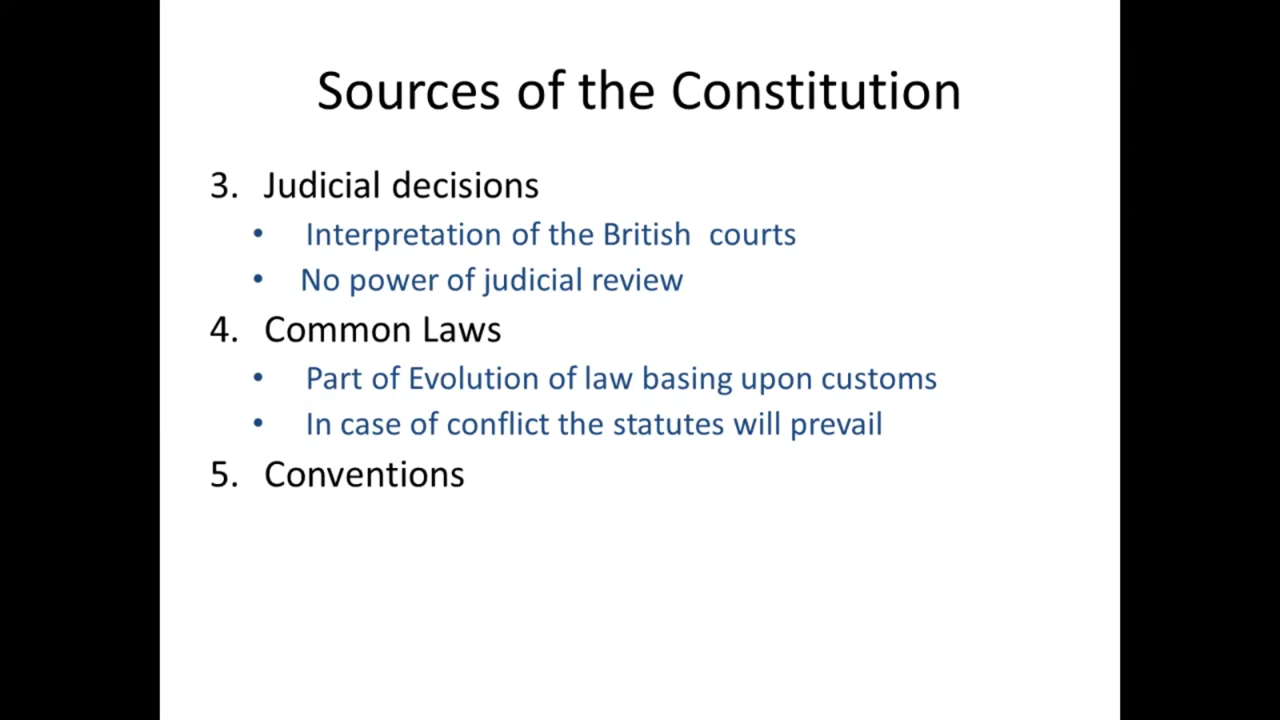 Sources of the Constitution
3. Judicial decisions
• Interpretation of the British courts
• No power of judicial review
4. Common Laws
• Part of Evolution of law basing upon customs
• In case of conflict the statutes will prevail
5. Conventions